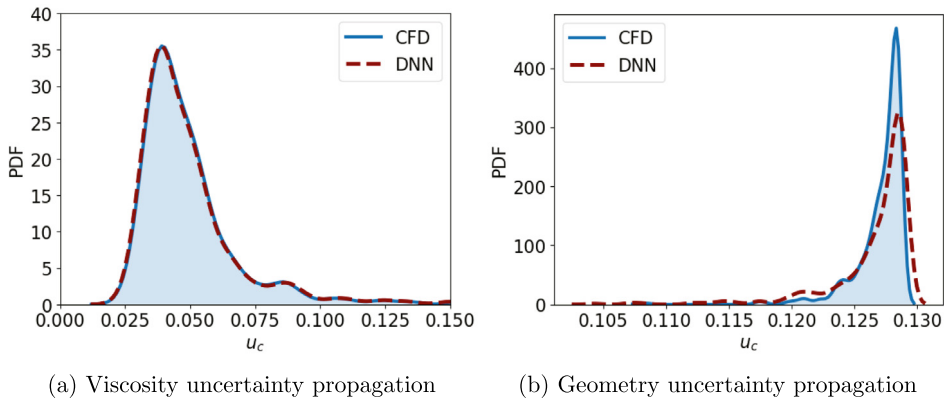 40
35
30
25
20
15
10
5
0
PDF
0.000 0.025 0.050 0.075 0.100 0.125 0.150
u_c
CFD
DNN
(a) Viscosity uncertainty propagation
400
300
200
100
0
PDF
0.105 0.110 0.115 0.120 0.125 0.130
u_c
CFD
DNN
(b) Geometry uncertainty propagation